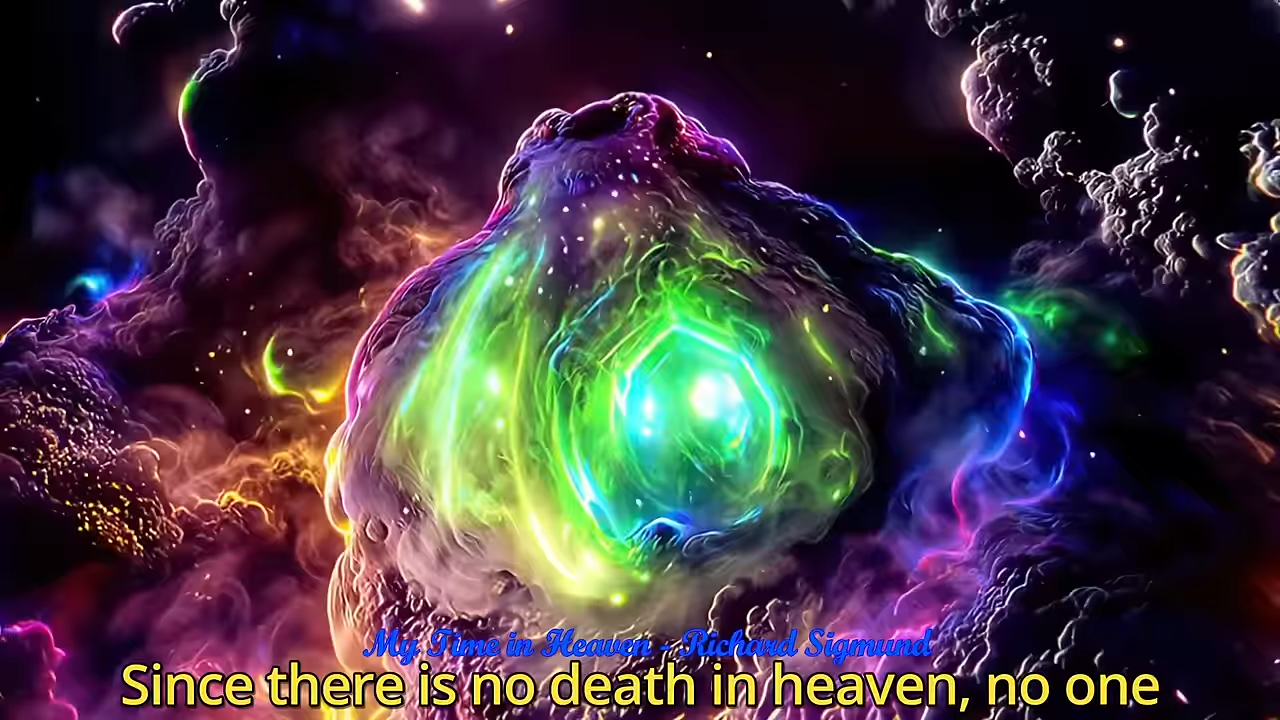 My Time in Heaven - Richard Sigmund
Since there is no death in heaven, no one